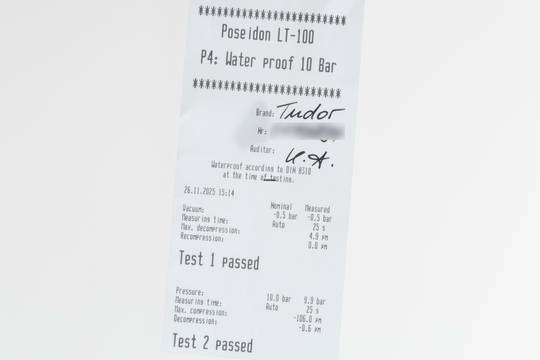 ********************
Poseidon LT-100
P4: Water proof 10 Bar
********************
Brand: Tudor
Nr:
Auditor: U.A.
Waterproof according to DIN 8310
at the time of testing.
26.11.2025 15:14
Nominal Measured
Vacuum: -0.5 bar -0.5 bar
Measuring time: Auto 25 s
Max. decompression: 4.9 µm
Recompression: 0.0 µm
Test 1 passed
Pressure: 10.0 bar 9.9 bar
Measuring time: Auto 25 s
Max. compression: -106.0 µm
Decompression: -0.6 µm
Test 2 passed